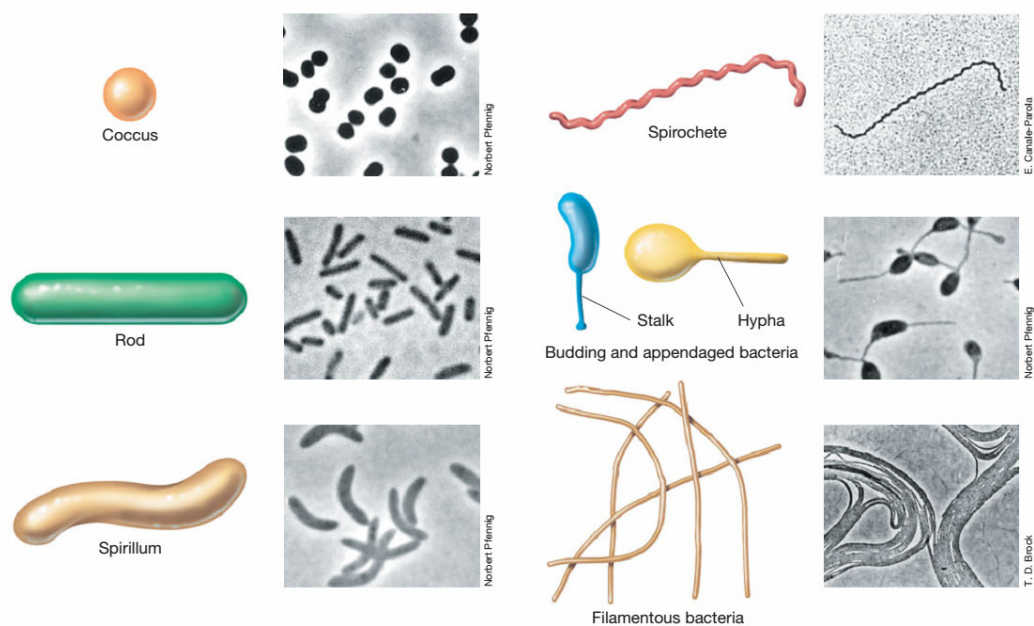 Coccus
Norbert Pfennig
Rod
Norbert Pfennig
Spirillum
Norbert Pfennig
Spirochete
E. Canale-Parola
Stalk
Hypha
Budding and appendaged bacteria
Norbert Pfennig
Filamentous bacteria
T. D. Brock